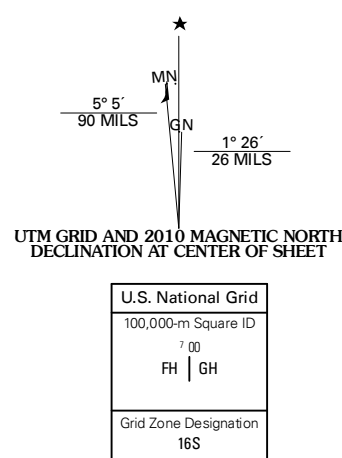 ★
MN
5° 5´
90 MILS
GN
1° 26´
26 MILS
UTM GRID AND 2010 MAGNETIC NORTH
DECLINATION AT CENTER OF SHEET
U.S. National Grid
100,000-m Square ID
7 00
FH | GH
Grid Zone Designation
16S